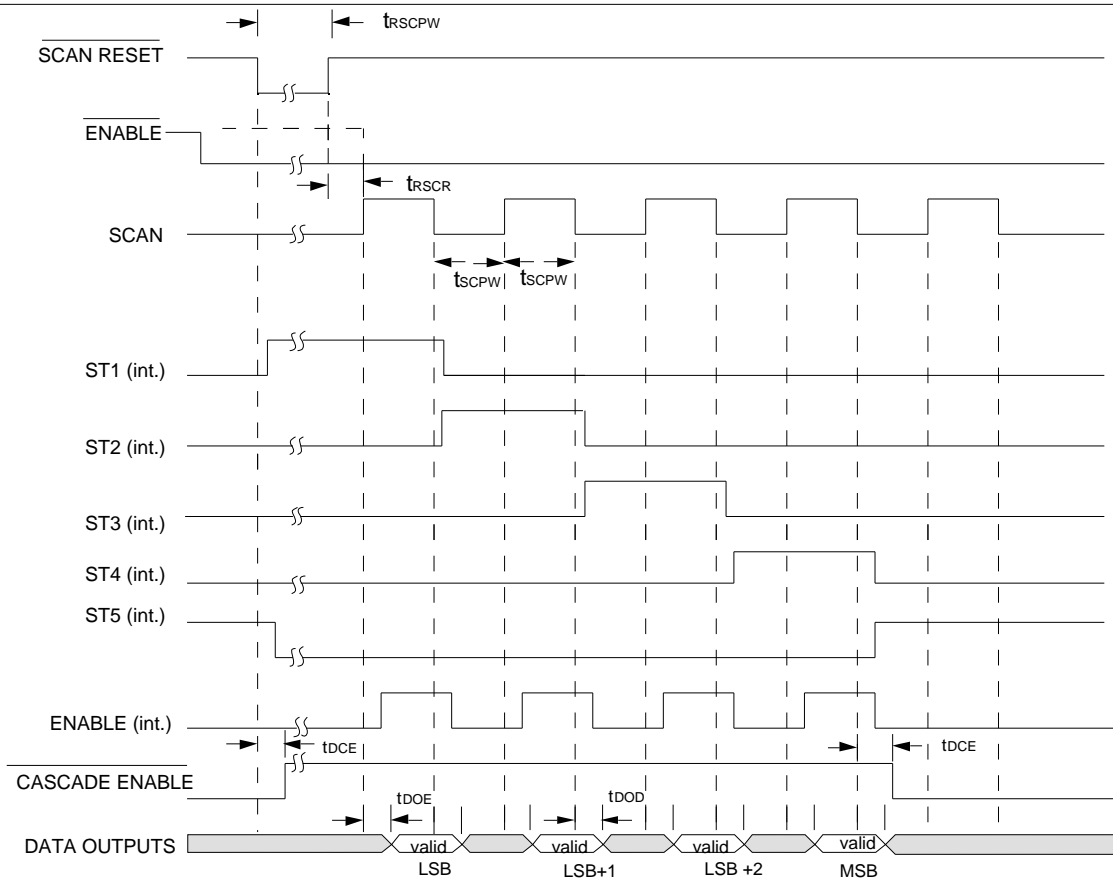 tRSCPW
SCAN RESET
ENABLE
tRSCR
SCAN
tSCPW tSCPW
ST1 (int.)
ST2 (int.)
ST3 (int.)
ST4 (int.)
ST5 (int.)
ENABLE (int.)
tDCE tDCE
CASCADE ENABLE
tDOE tDOD
DATA OUTPUTS valid valid valid valid
LSB LSB+1 LSB +2 MSB